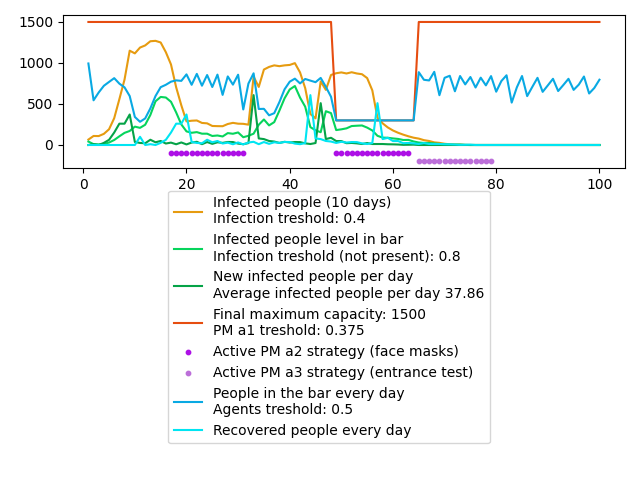 1500
1000
500
0
0 20 40 60 80 100
Infected people (10 days)
Infection treshold: 0.4
Infected people level in bar
Infection treshold (not present): 0.8
New infected people per day
Average infected people per day 37.86
Final maximum capacity: 1500
PM a1 treshold: 0.375
Active PM a2 strategy (face masks)
Active PM a3 strategy (entrance test)
People in the bar every day
Agents treshold: 0.5
Recovered people every day